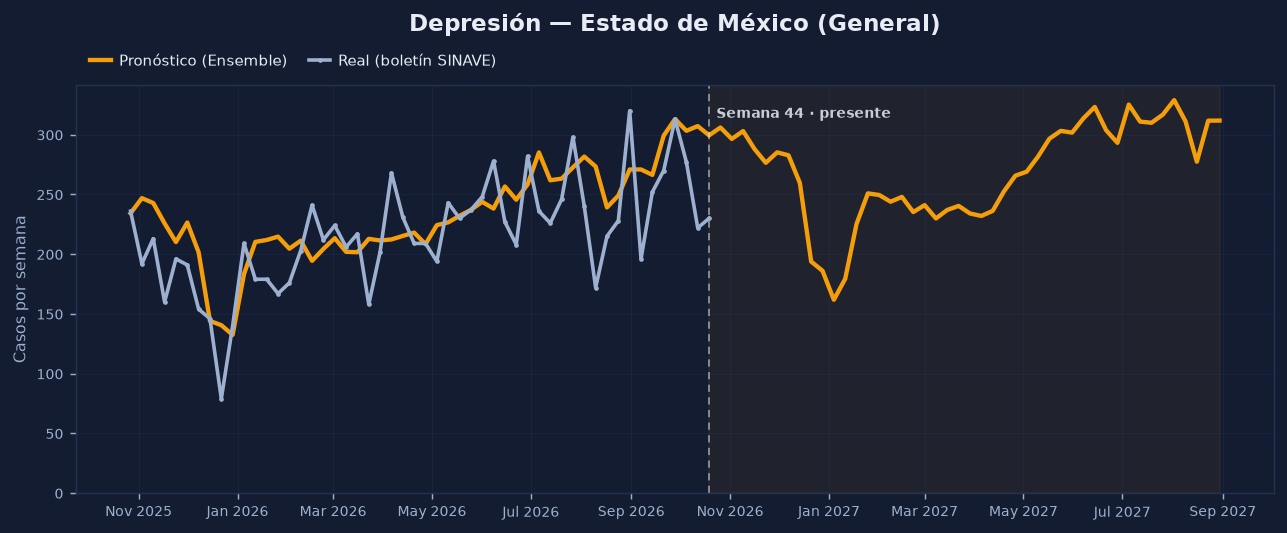 Depresión — Estado de México (General)
Pronóstico (Ensemble)
Real (boletín SINAVE)
Semana 44 · presente
Casos por semana
300
250
200
150
100
50
0
Nov 2025
Jan 2026
Mar 2026
May 2026
Jul 2026
Sep 2026
Nov 2026
Jan 2027
Mar 2027
May 2027
Jul 2027
Sep 2027